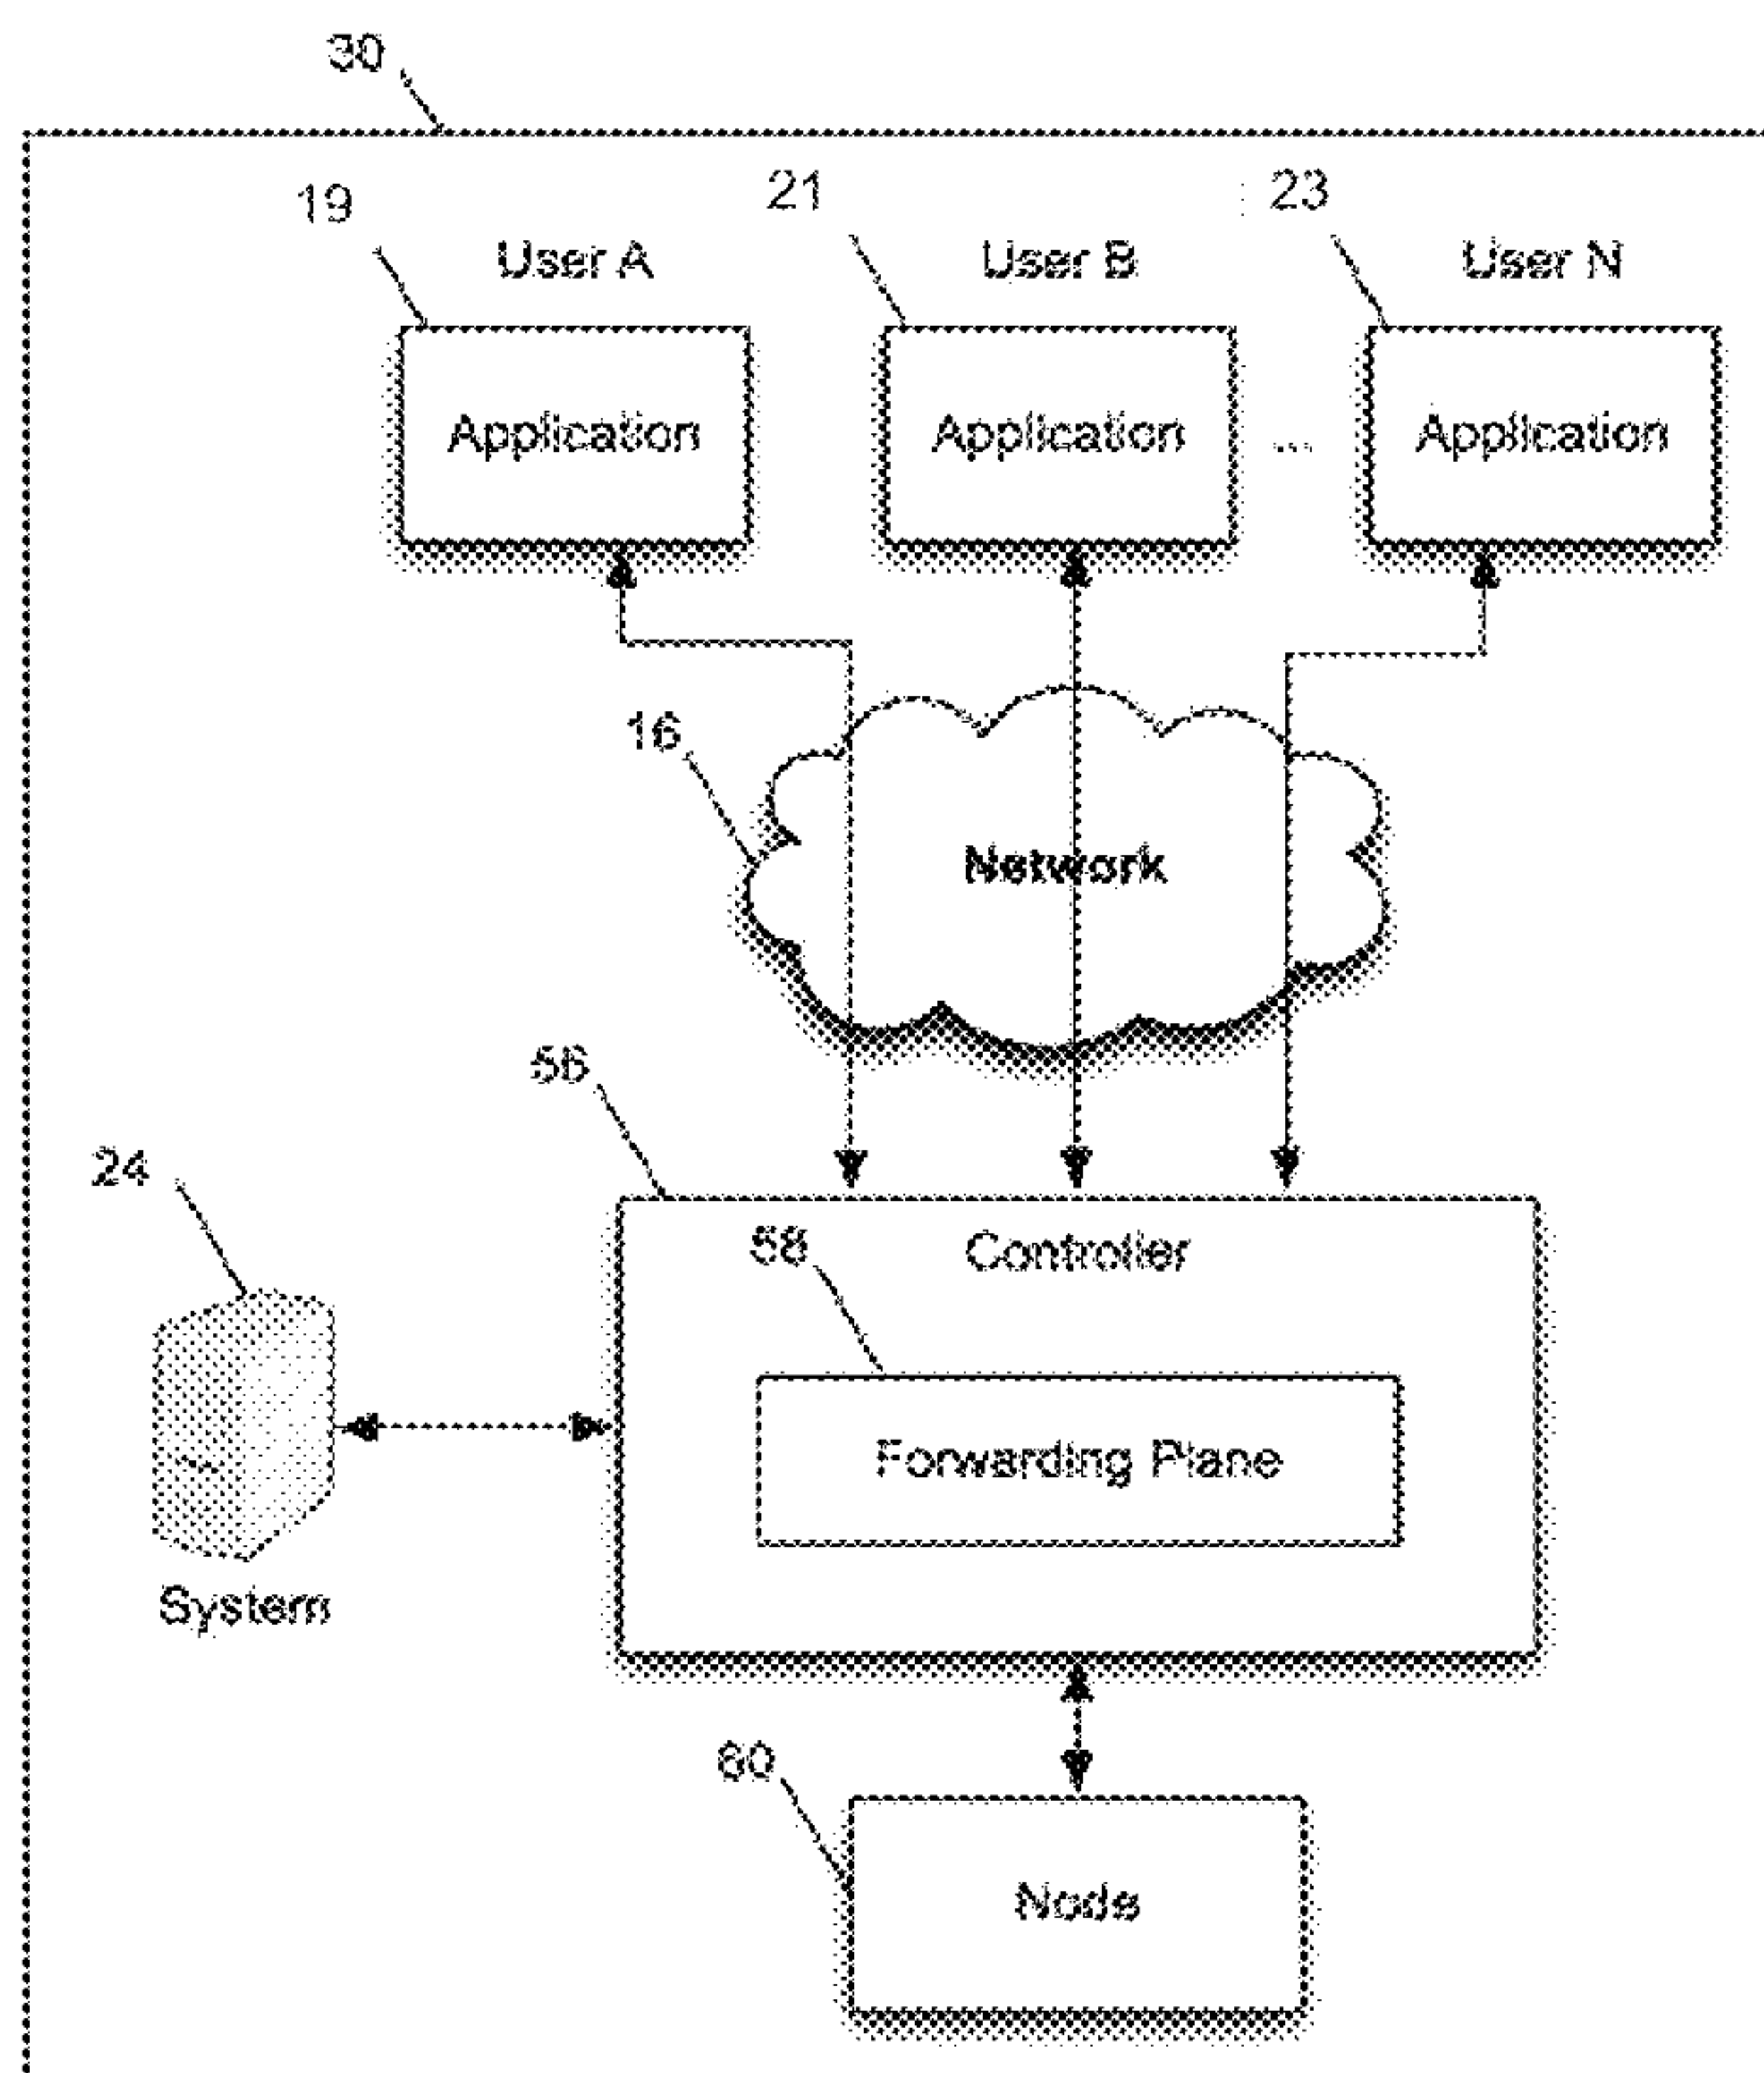 30
19 21 23
User A User B User N
Application Application ... Application
16
Network
56
24
58 Controller
Forwarding Plane
System
60
Node